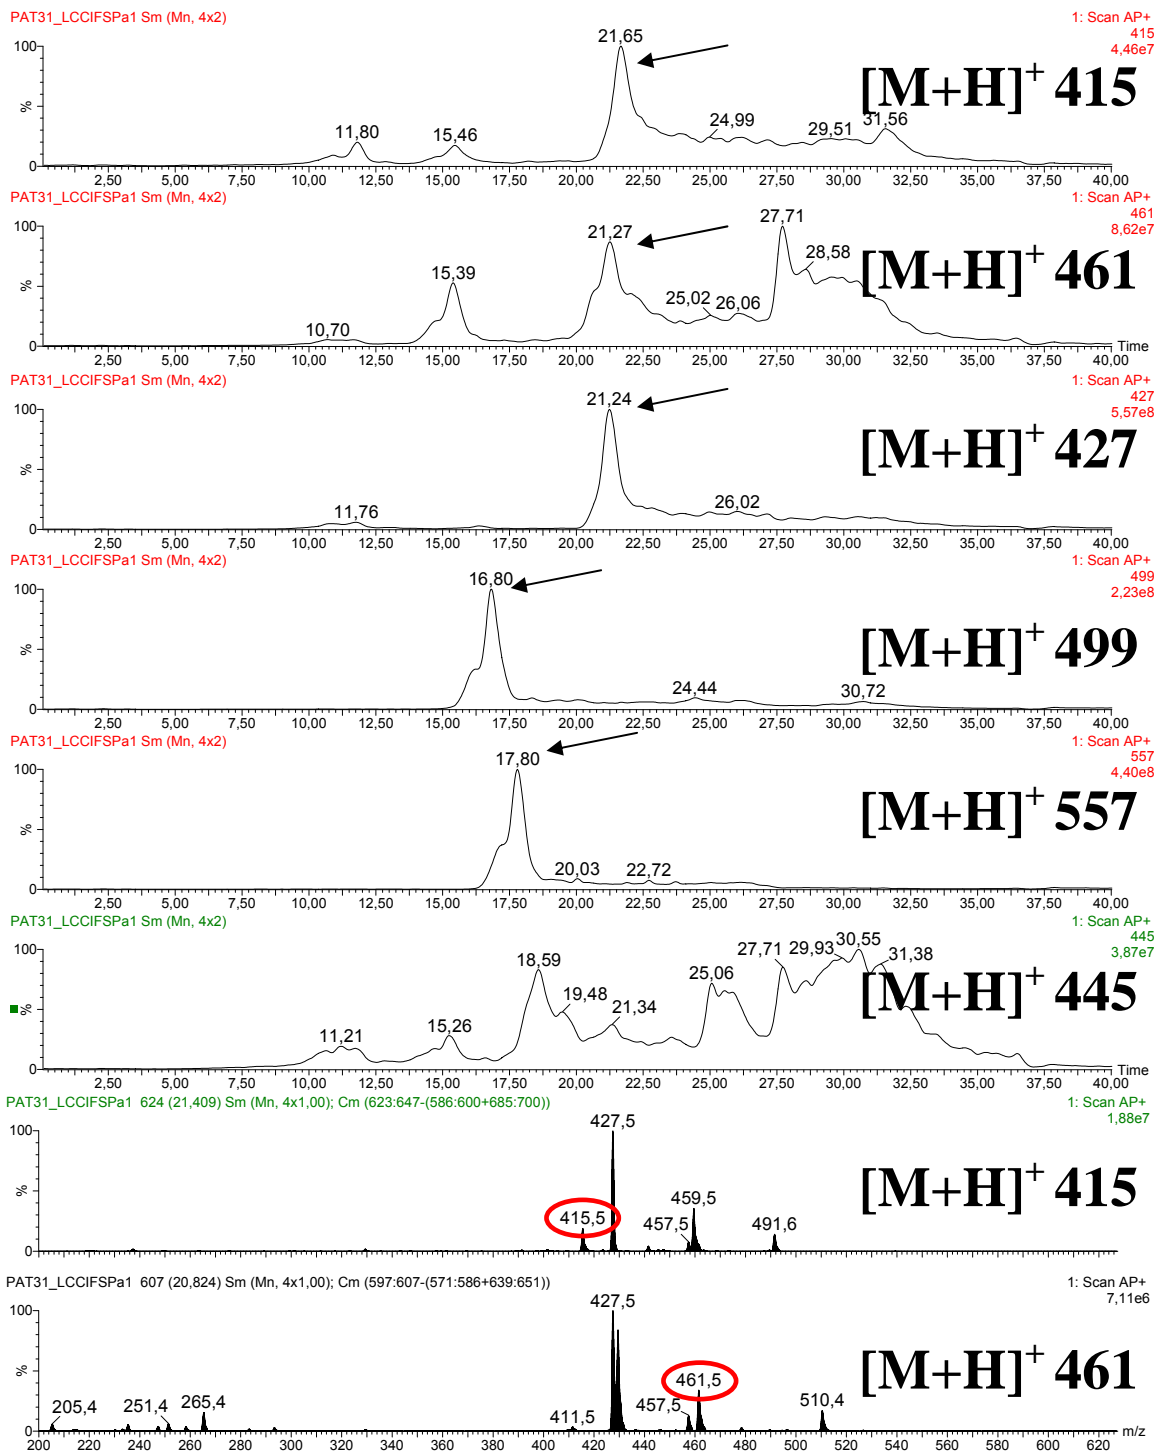 PAT31_LCCIFSPa1 Sm (Mn, 4x2) 1: Scan AP+
415
4,46e7
[M+H]+ 415
100
%
0
21,65
11,80 15,46 24,99 29,51 31,56
2,50 5,00 7,50 10,00 12,50 15,00 17,50 20,00 22,50 25,00 27,50 30,00 32,50 35,00 37,50 40,00
PAT31_LCCIFSPa1 Sm (Mn, 4x2) 1: Scan AP+
461
8,62e7
[M+H]+ 461
100
%
0
27,71
21,27 28,58
15,39
25,02 26,06
10,70
Time
2,50 5,00 7,50 10,00 12,50 15,00 17,50 20,00 22,50 25,00 27,50 30,00 32,50 35,00 37,50 40,00
PAT31_LCCIFSPa1 Sm (Mn, 4x2) 1: Scan AP+
427
5,57e8
[M+H]+ 427
100
%
0
21,24
11,76 26,02
2,50 5,00 7,50 10,00 12,50 15,00 17,50 20,00 22,50 25,00 27,50 30,00 32,50 35,00 37,50 40,00
PAT31_LCCIFSPa1 Sm (Mn, 4x2) 1: Scan AP+
499
2,23e8
[M+H]+ 499
100
%
0
16,80
24,44 30,72
2,50 5,00 7,50 10,00 12,50 15,00 17,50 20,00 22,50 25,00 27,50 30,00 32,50 35,00 37,50 40,00
PAT31_LCCIFSPa1 Sm (Mn, 4x2) 1: Scan AP+
557
4,40e8
[M+H]+ 557
100
%
0
17,80
20,03 22,72
2,50 5,00 7,50 10,00 12,50 15,00 17,50 20,00 22,50 25,00 27,50 30,00 32,50 35,00 37,50 40,00
PAT31_LCCIFSPa1 Sm (Mn, 4x2) 1: Scan AP+
445
3,87e7
[M+H]+ 445
100
%
0
18,59 27,71 29,93 30,55 31,38
19,48 21,34 25,06
11,21 15,26
Time
2,50 5,00 7,50 10,00 12,50 15,00 17,50 20,00 22,50 25,00 27,50 30,00 32,50 35,00 37,50 40,00
PAT31_LCCIFSPa1 624 (21,409) Sm (Mn, 4x1,00); Cm (623:647-(586:600+685:700)) 1: Scan AP+
1,88e7
[M+H]+ 415
100
%
0
427,5
415,5 457,5 459,5 491,6
PAT31_LCCIFSPa1 607 (20,824) Sm (Mn, 4x1,00); Cm (597:607-(571:586+639:651)) 1: Scan AP+
7,11e6
[M+H]+ 461
100
%
0
427,5
461,5
205,4 251,4 265,4 411,5 457,5 510,4
m/z
200 220 240 260 280 300 320 340 360 380 400 420 440 460 480 500 520 540 560 580 600 620